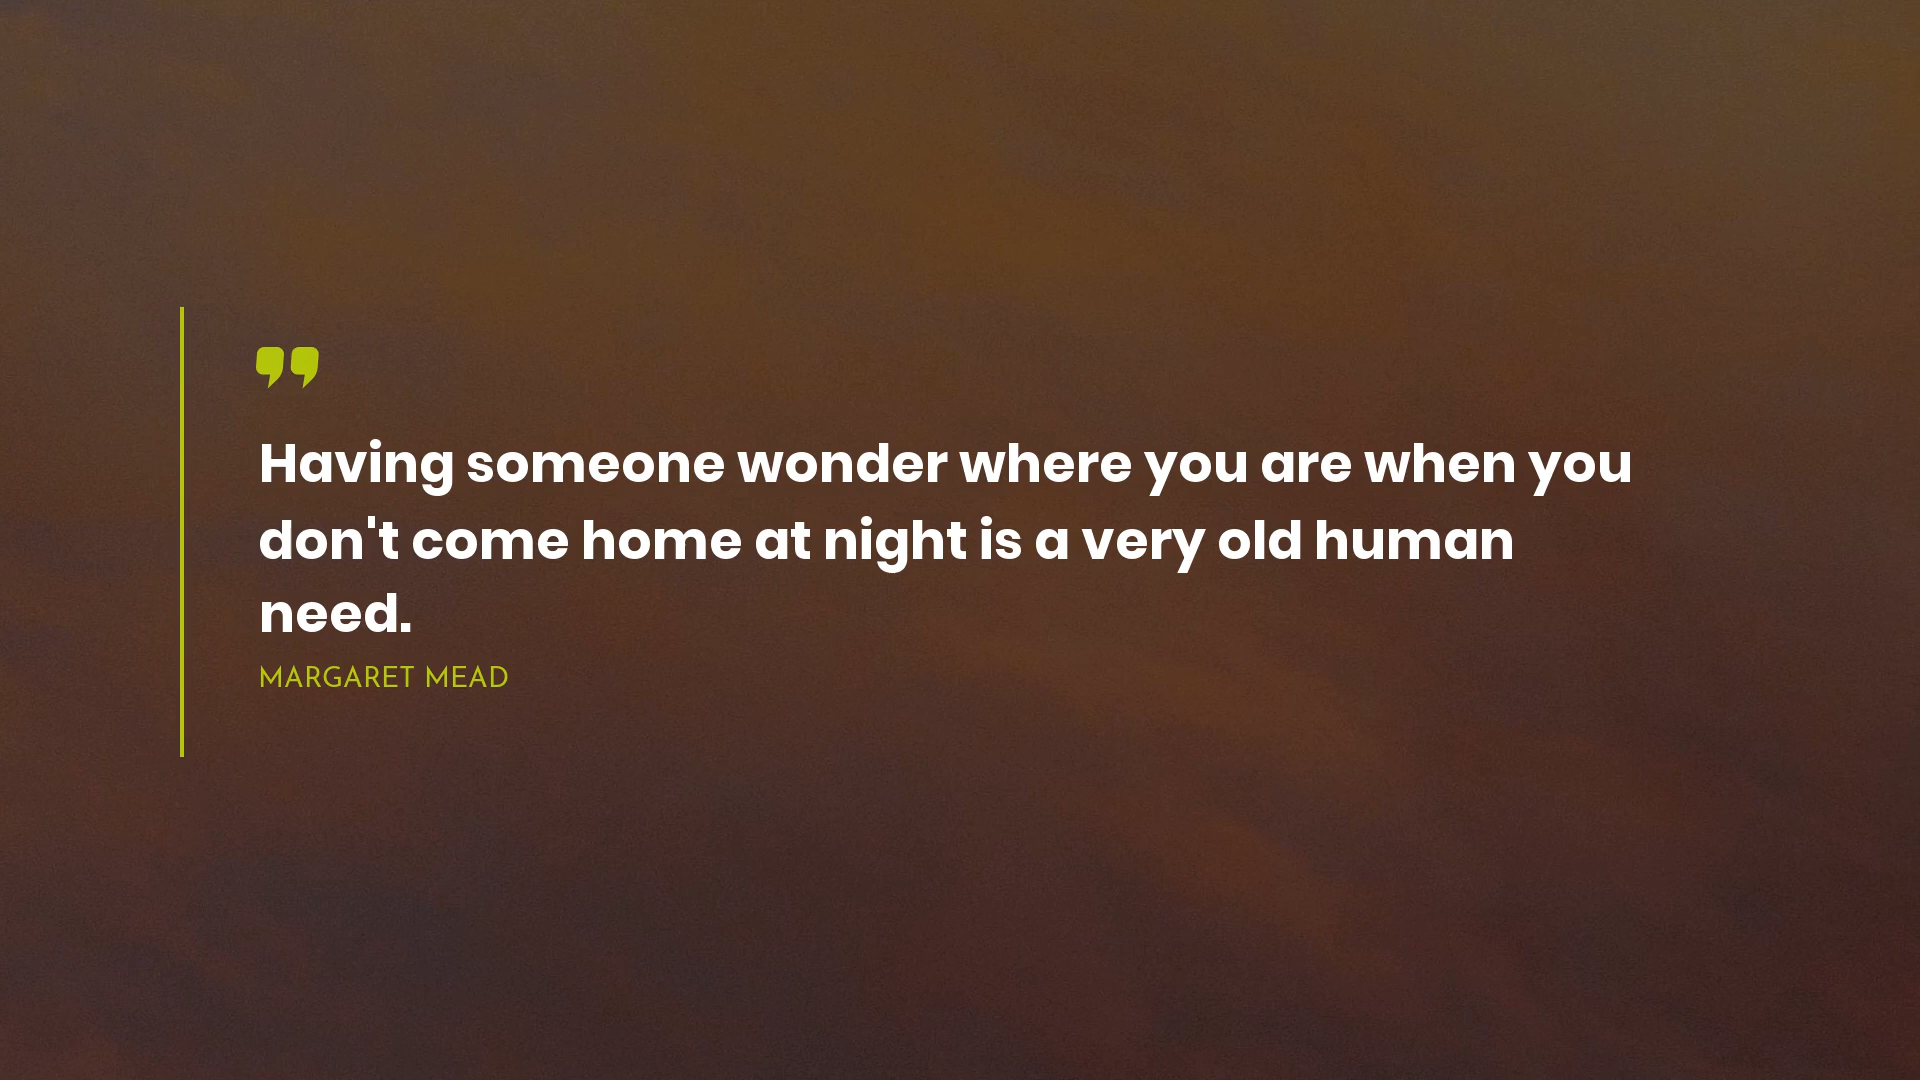 Having someone wonder where you are when you
don't come home at night is a very old human
need.
MARGARET MEAD